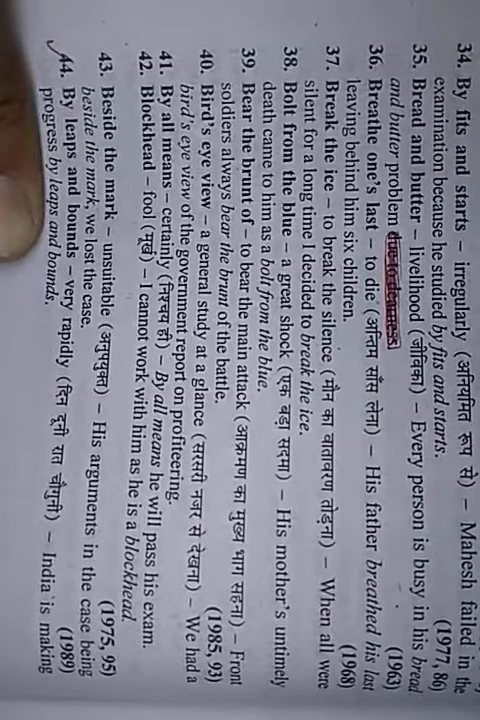 34. By fits and starts – irregularly (अनियमित रूप से) – Mahesh failed in the
examination because he studied by fits and starts. (1977, 86)
35. Bread and butter – livelihood (जीविका) – Every person is busy in his bread
and butter problem due to dearness. (1963)
36. Breathe one's last – to die (अन्तिम साँस लेना) – His father breathed his last
leaving behind him six children. (1968)
37. Break the ice – to break the silence (मौन का वातावरण तोड़ना) – When all were
silent for a long time I decided to break the ice.
38. Bolt from the blue – a great shock (एक बड़ा सदमा) – His mother's untimely
death came to him as a bolt from the blue.
39. Bear the brunt of – to bear the main attack (आक्रमण का मुख्य भाग सहना) – Front
soldiers always bear the brunt of the battle. (1985, 93)
40. Bird's eye view – a general study at a glance (सरसरी नजर से देखना) – We had a
bird's eye view of the government report on profiteering.
41. By all means – certainly (निश्चय ही) – By all means he will pass his exam.
42. Blockhead – fool (मूर्ख) – I cannot work with him as he is a blockhead.
43. Beside the mark – unsuitable (अनुपयुक्त) – His arguments in the case being
beside the mark, we lost the case. (1975, 95)
44. By leaps and bounds – very rapidly (दिन दूनी रात चौगुनी) – India is making
progress by leaps and bounds. (1989)